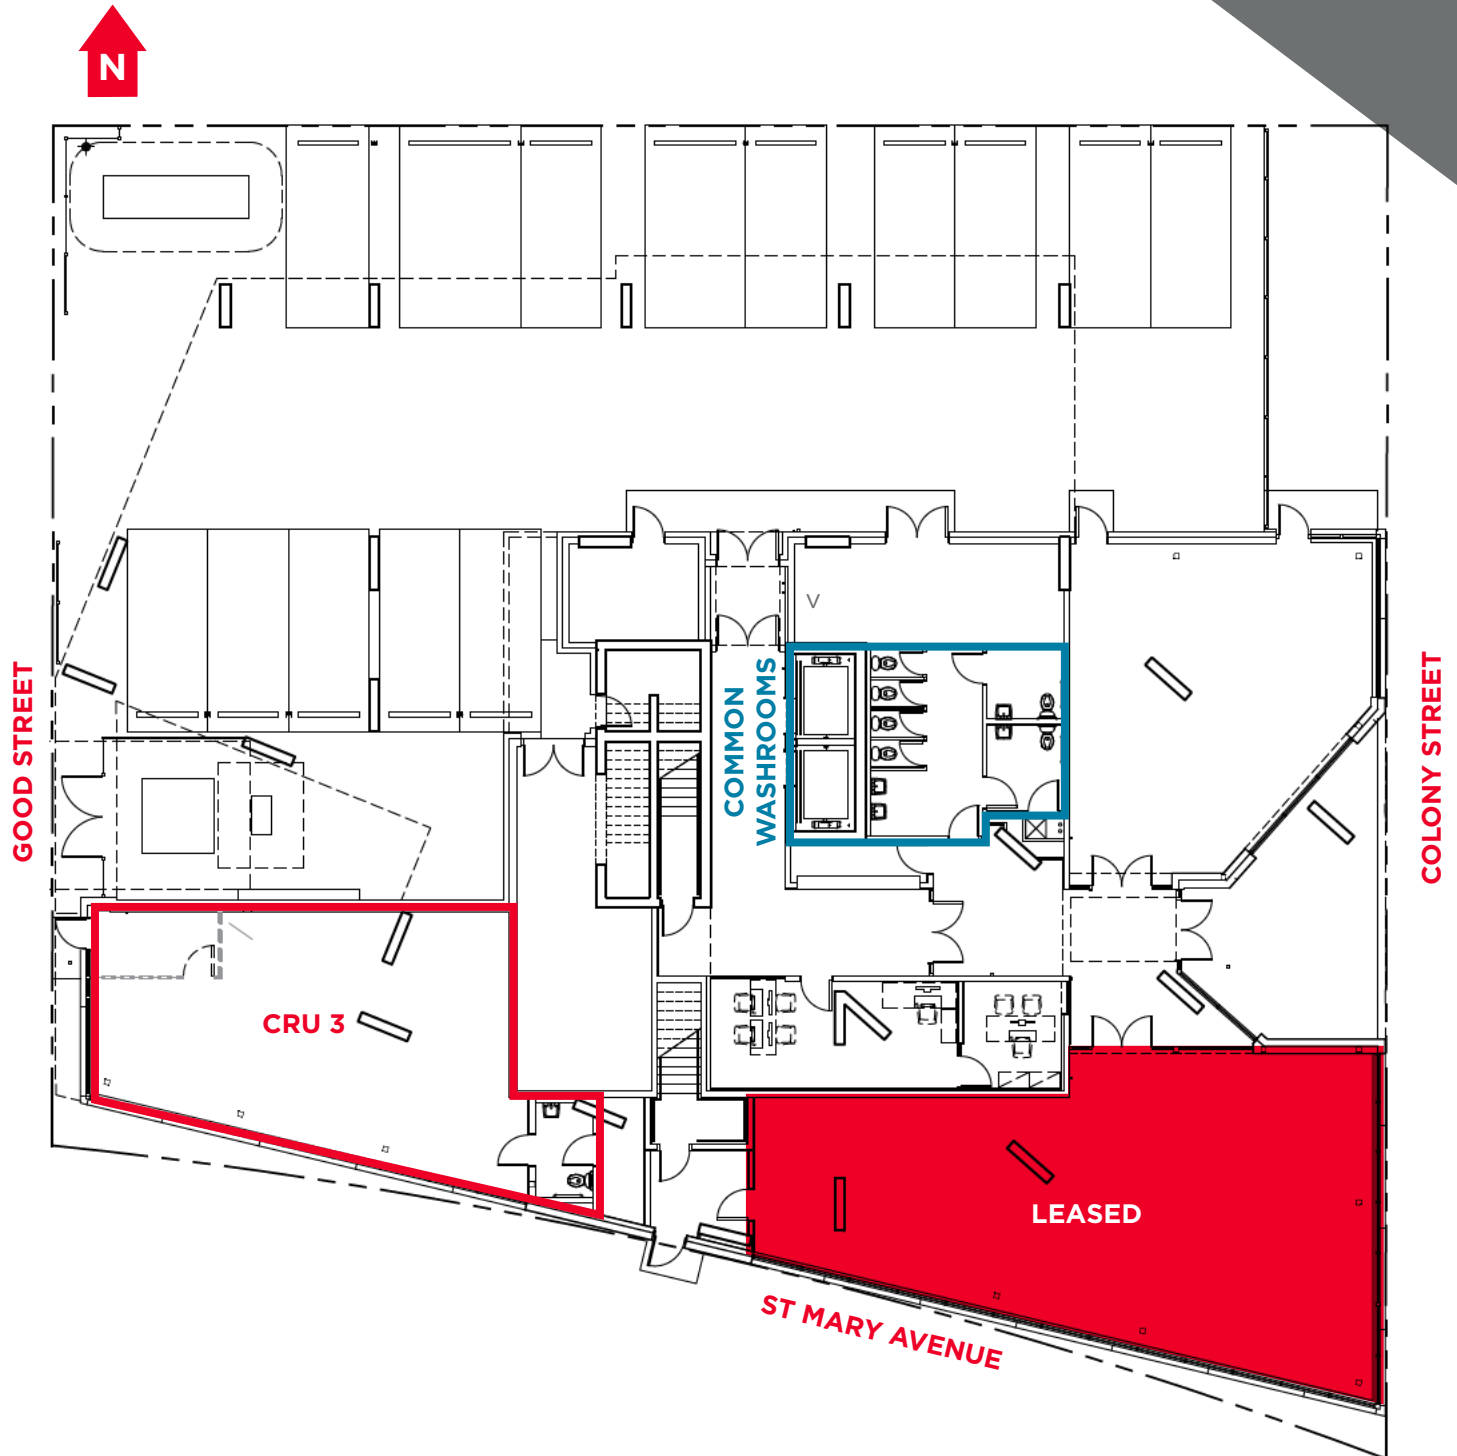 N
GOOD STREET
COMMON
WASHROOMS
V
COLONY STREET
CRU 3
LEASED
ST MARY AVENUE